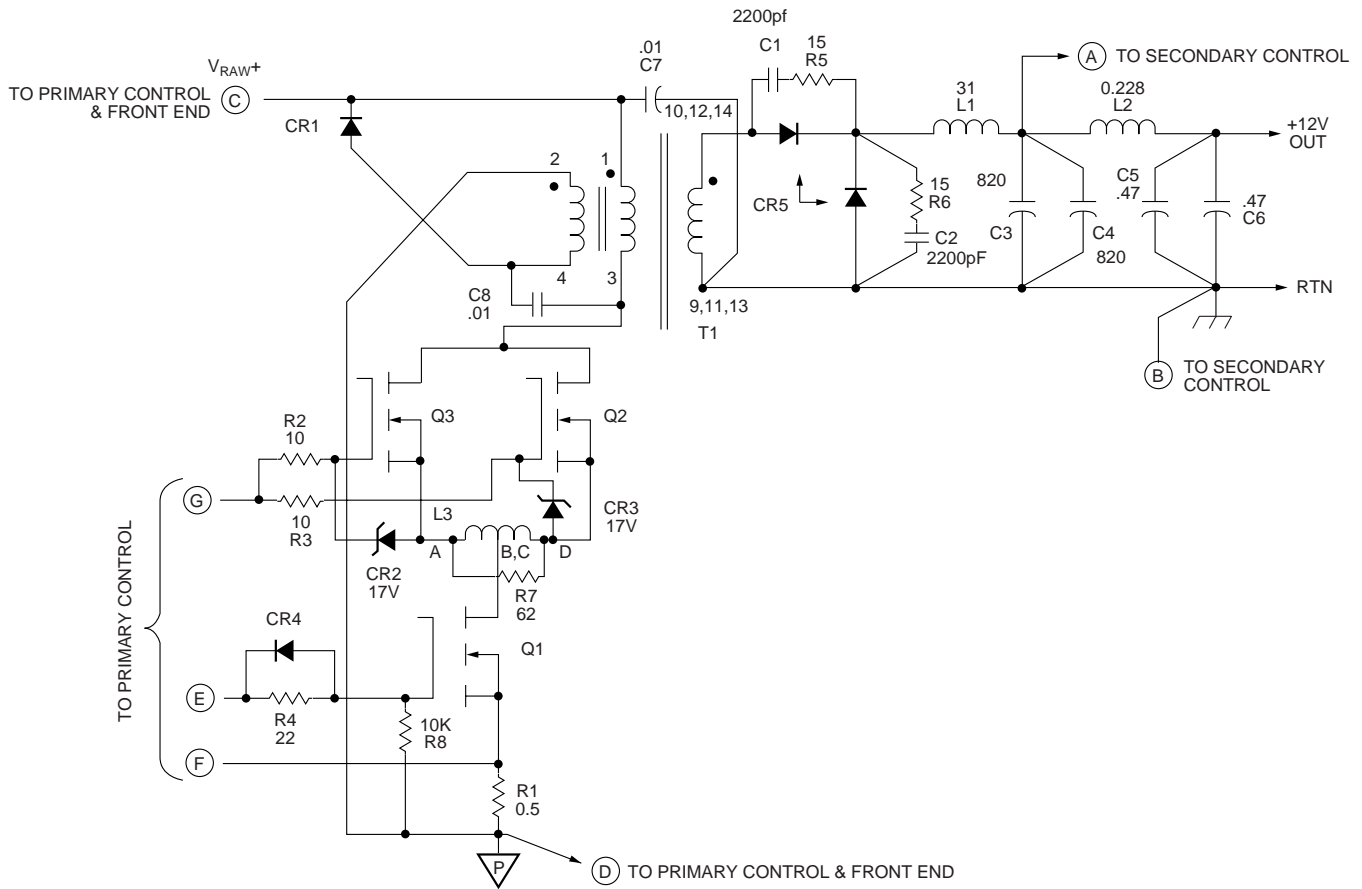 2200pf
C1
15
R5
.01
C7
A TO SECONDARY CONTROL
VRAW+
TO PRIMARY CONTROL
& FRONT END
C
10,12,14
31
L1
0.228
L2
+12V
OUT
CR1
2
1
CR5
15
R6
C2
2200pF
820
C3
C4
820
C5
.47
.47
C6
4
3
C8
.01
9,11,13
T1
RTN
B TO SECONDARY
CONTROL
Q3
Q2
R2
10
G
10
R3
L3
CR3
17V
A
B,C
D
CR2
17V
R7
62
TO PRIMARY CONTROL
CR4
Q1
E
R4
22
10K
R8
F
R1
0.5
P
D TO PRIMARY CONTROL & FRONT END